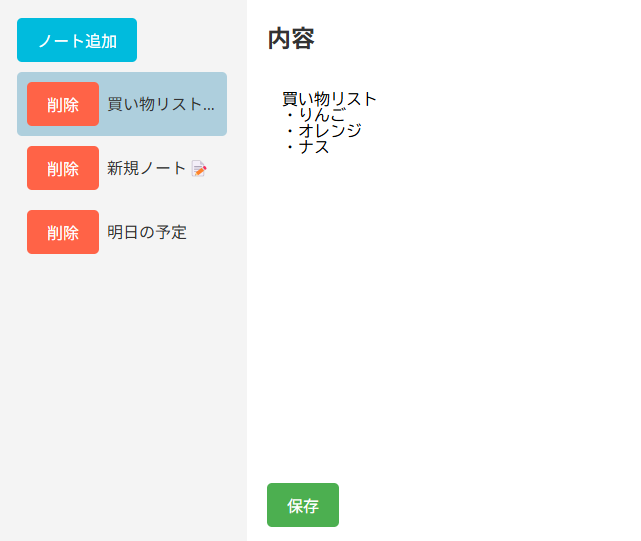 ノート追加
削除 買い物リスト...
削除 新規ノート 📝
削除 明日の予定
内容
買い物リスト
・りんご
・オレンジ
・ナス
保存